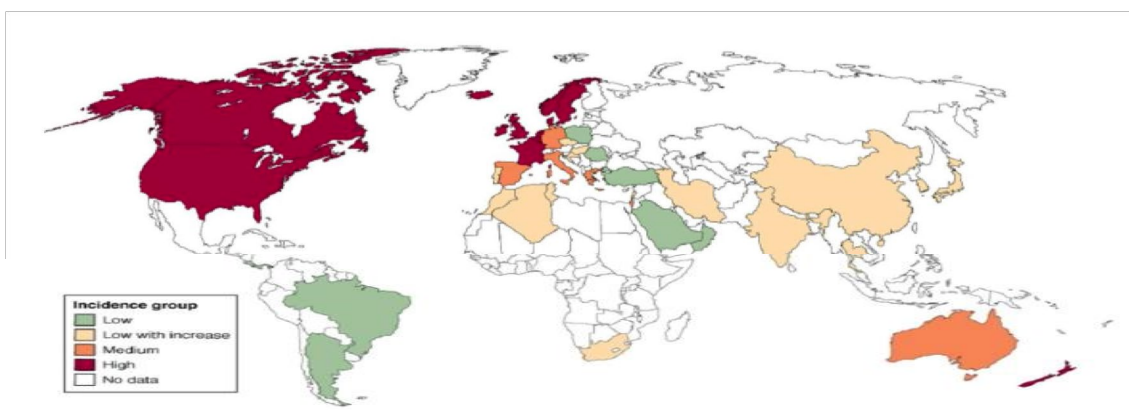 Incidence group
Low
Low with increase
Medium
High
No data